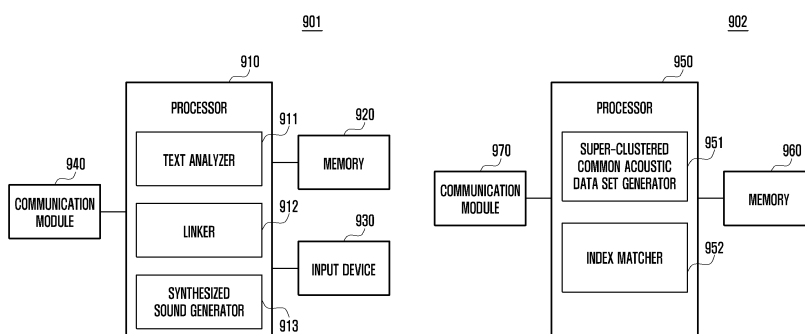 901
910
PROCESSOR
911
TEXT ANALYZER
920
MEMORY
940
COMMUNICATION
MODULE
912
LINKER
930
INPUT DEVICE
SYNTHESIZED
SOUND GENERATOR
913
902
950
PROCESSOR
951
SUPER-CLUSTERED
COMMON ACOUSTIC
DATA SET GENERATOR
960
MEMORY
970
COMMUNICATION
MODULE
INDEX MATCHER
952